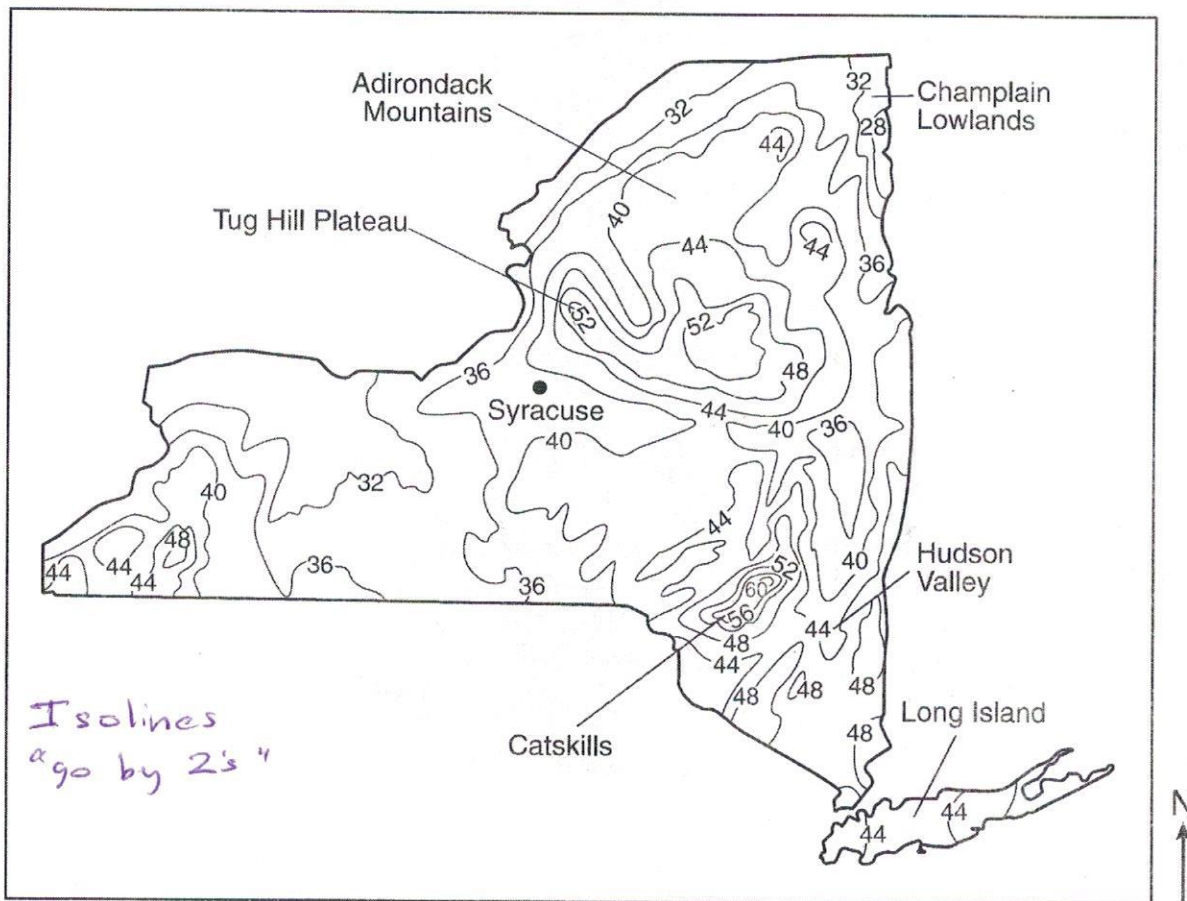 Adirondack
Mountains
32
32
Champlain
Lowlands
28
44
Tug Hill Plateau
40
44
44
36
52
52
48
36
Syracuse
44
40
36
40
32
40
44
48
44
44
44
36
36
52
60
56
40
Hudson
Valley
44
48
44
48
48
48
48
Catskills
Long Island
44
44
N
Isolines
"go by 2's"